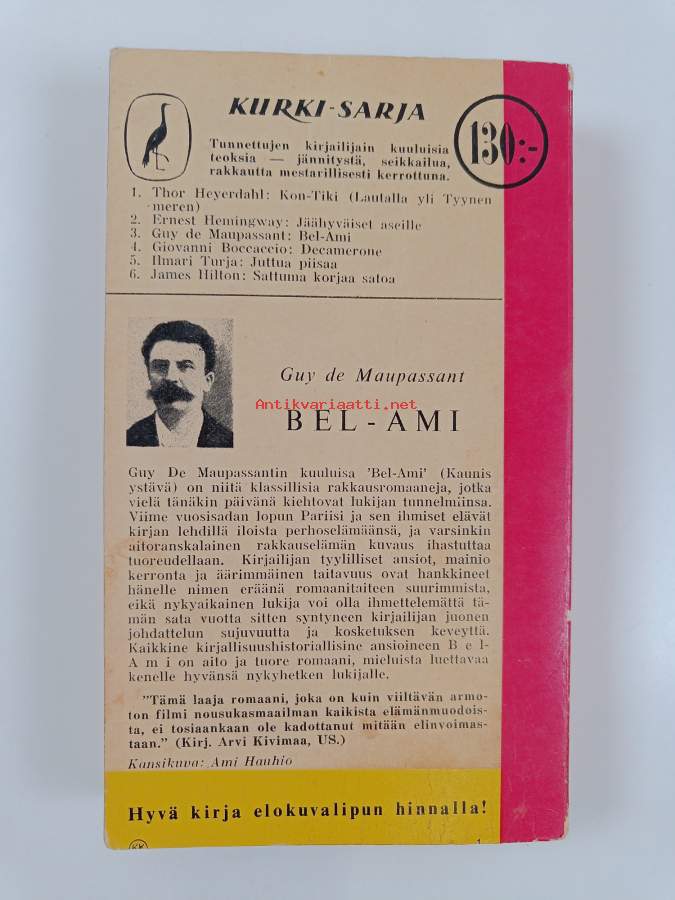 KURKI-SARJA
130:-
Tunnettujen kirjailijain kuuluisia
teoksia — jännitystä, seikkailua,
rakkautta mestarillisesti kerrottuna.
1. Thor Heyerdahl: Kon-Tiki (Lautalla yli Tyynen
meren)
2. Ernest Hemingway: Jäähyväiset aseille
3. Guy de Maupassant: Bel-Ami
4. Giovanni Boccaccio: Decamerone
5. Ilmari Turja: Juttua piisaa
6. James Hilton: Sattuma korjaa satoa
Guy de Maupassant
Antikvariaatti.net
BEL-AMI
Guy De Maupassantin kuuluisa 'Bel-Ami' (Kaunis
ystävä) on niitä klassillisia rakkausromaaneja, jotka
vielä tänäkin päivänä kiehtovat lukijan tunnelmiinsa.
Viime vuosisadan lopun Pariisi ja sen ihmiset elävät
kirjan lehdillä iloista perhoselämäänsä, ja varsinkin
aitoranskalainen rakkauselämän kuvaus ihastuttaa
tuoreudellaan. Kirjailijan tyylilliset ansiot, mainio
kerronta ja äärimmäinen taitavuus ovat hankkineet
hänelle nimen eräänä romaanitaiteen suurimmista,
eikä nykyaikainen lukija voi olla ihmettelemättä tä-
män sata vuotta sitten syntyneen kirjailijan juonen
johdattelun sujuvuutta ja kosketuksen keveyttä.
Kaikkine kirjallisuushistoriallisine ansioineen B e l-
A m i on aito ja tuore romaani, mieluista luettavaa
kenelle hyvänsä nykyhetken lukijalle.
"Tämä laaja romaani, joka on kuin viiltävän armo-
ton filmi nousukasmaailman kaikista elämänmuodois-
ta, ei tosiaankaan ole kadottanut mitään elinvoimas-
taan." (Kirj. Arvi Kivimaa, US.)
Kansikuva: Ami Hauhio
Hyvä kirja elokuvalipun hinnalla!
KK
1